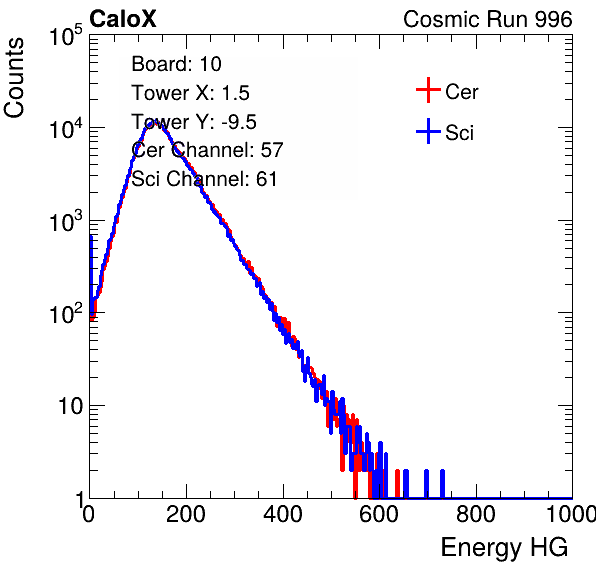 CaloX Cosmic Run 996
Counts
10^5
10^4
10^3
10^2
10
1
Board: 10
Tower X: 1.5
Tower Y: -9.5
Cer Channel: 57
Sci Channel: 61
Cer
Sci
0 200 400 600 800 1000
Energy HG